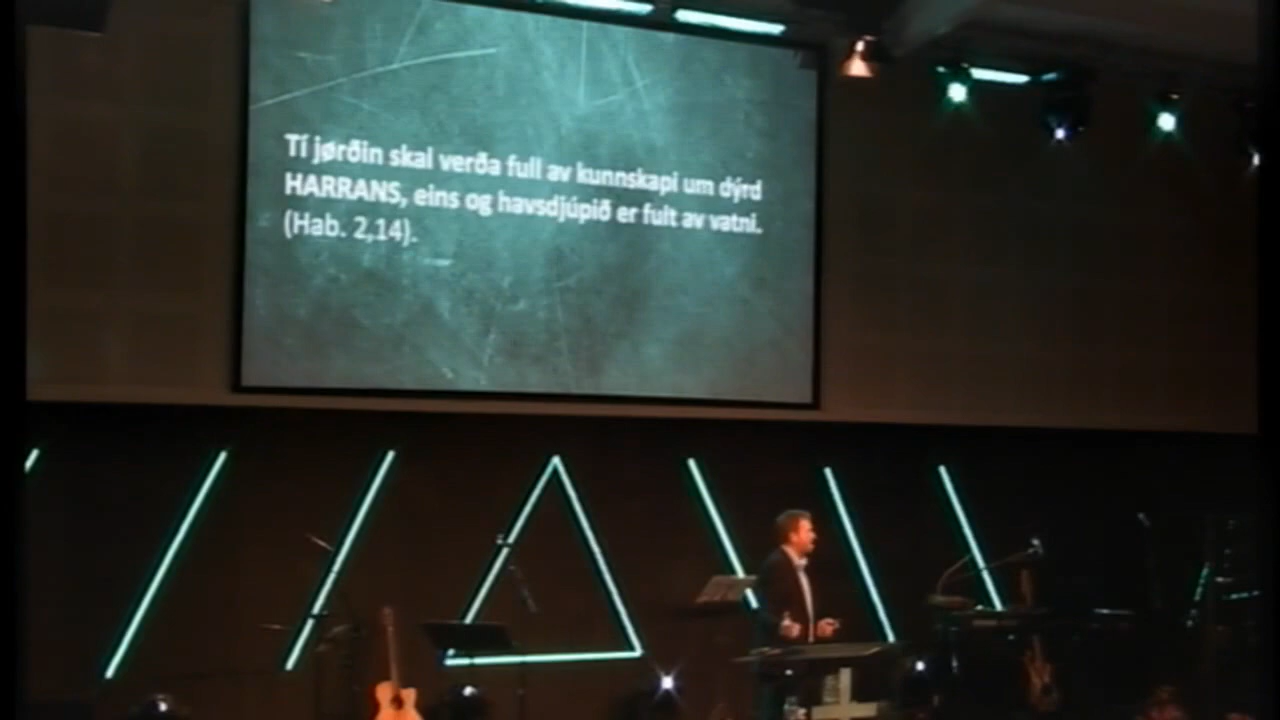 Tí jørðin skal verða full av kunnskapi um dýrd
HARRANS, eins og havsdjúpið er fult av vatni.
(Hab. 2,14).